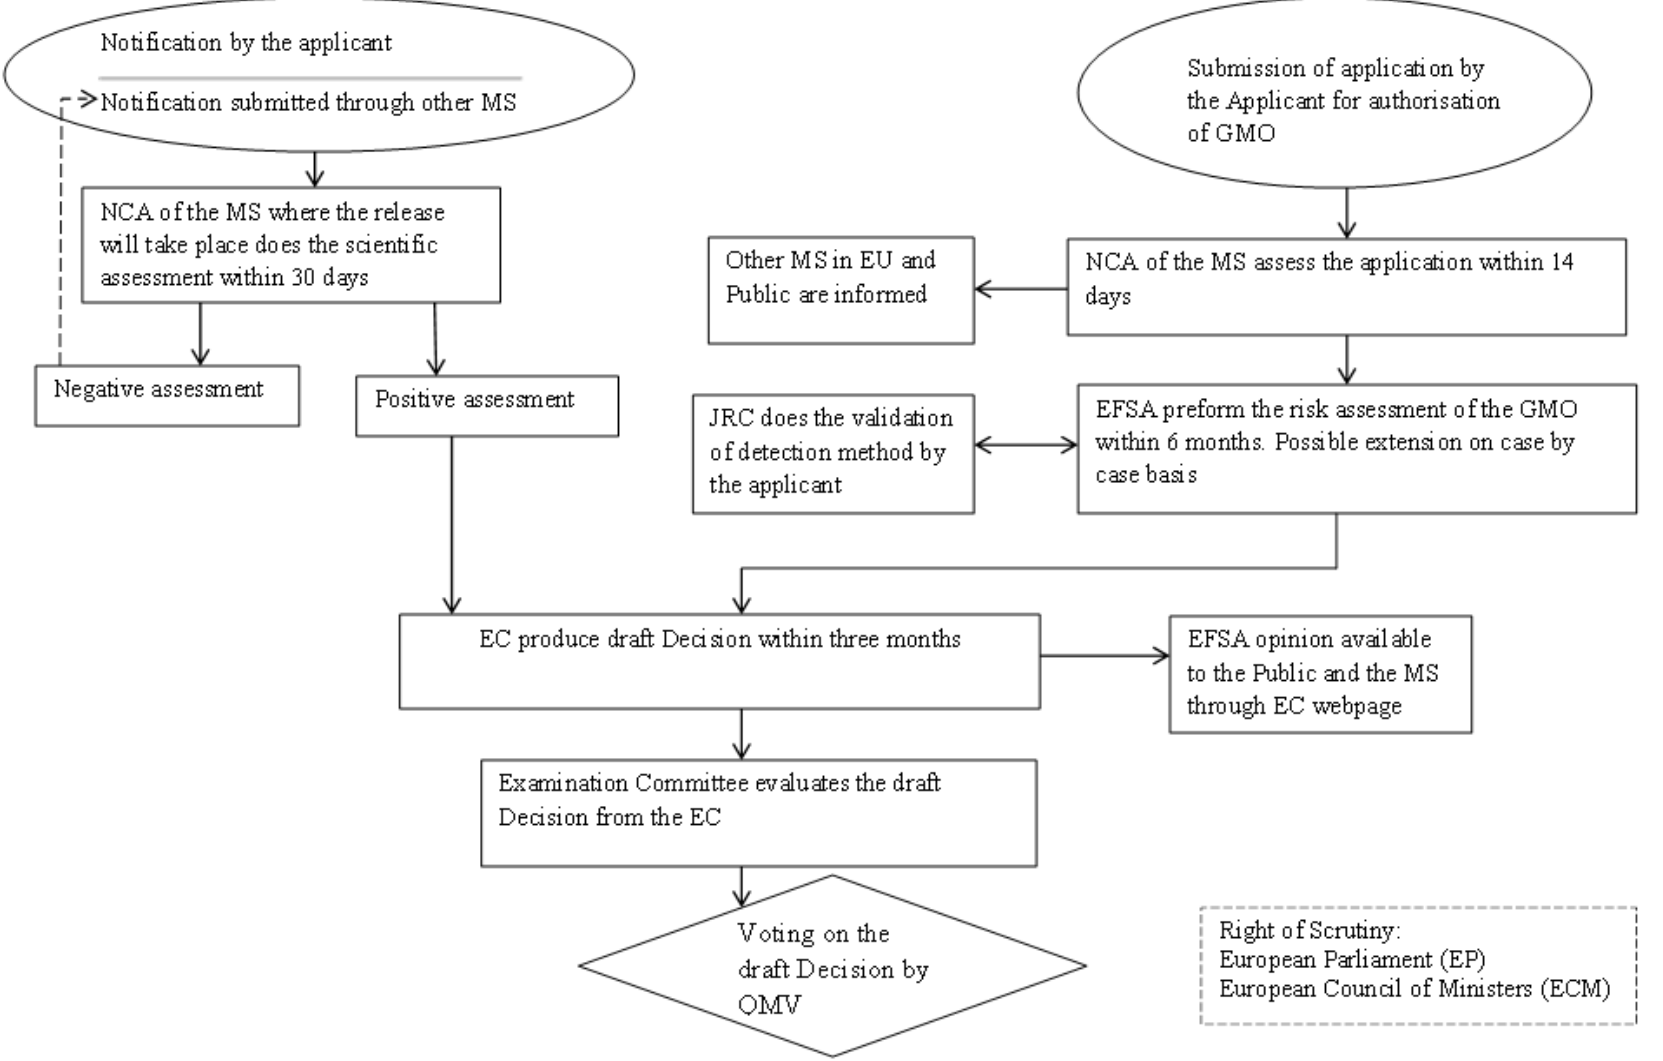 Notification by the applicant
Notification submitted through other MS
Submission of application by
the Applicant for authorisation
of GMO
NCA of the MS where the release
will take place does the scientific
assessment within 30 days
Other MS in EU and
Public are informed
NCA of the MS assess the application within 14
days
Negative assessment
Positive assessment
JRC does the validation
of detection method by
the applicant
EFSA preform the risk assessment of the GMO
within 6 months. Possible extension on case by
case basis
EC produce draft Decision within three months
EFSA opinion available
to the Public and the MS
through EC webpage
Examination Committee evaluates the draft
Decision from the EC
Voting on the
draft Decision by
QMV
Right of Scrutiny:
European Parliament (EP)
European Council of Ministers (ECM)